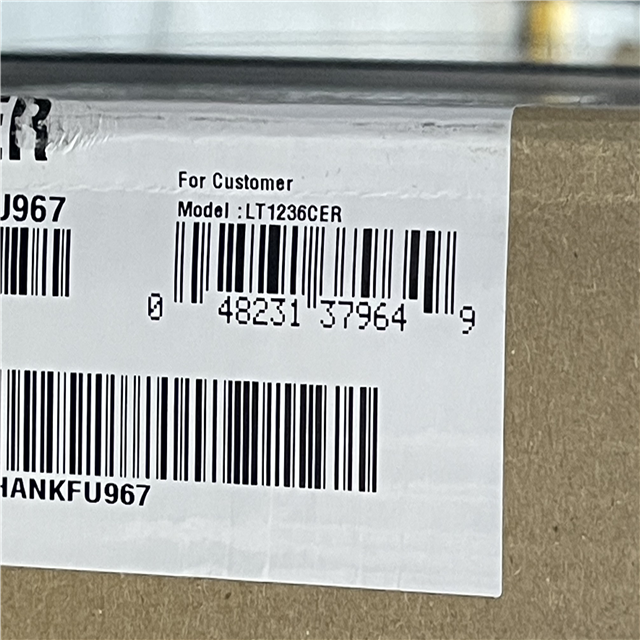 ER
For Customer
U967
Model : LT1236CER
0 48231 37964 9
HANKFU967